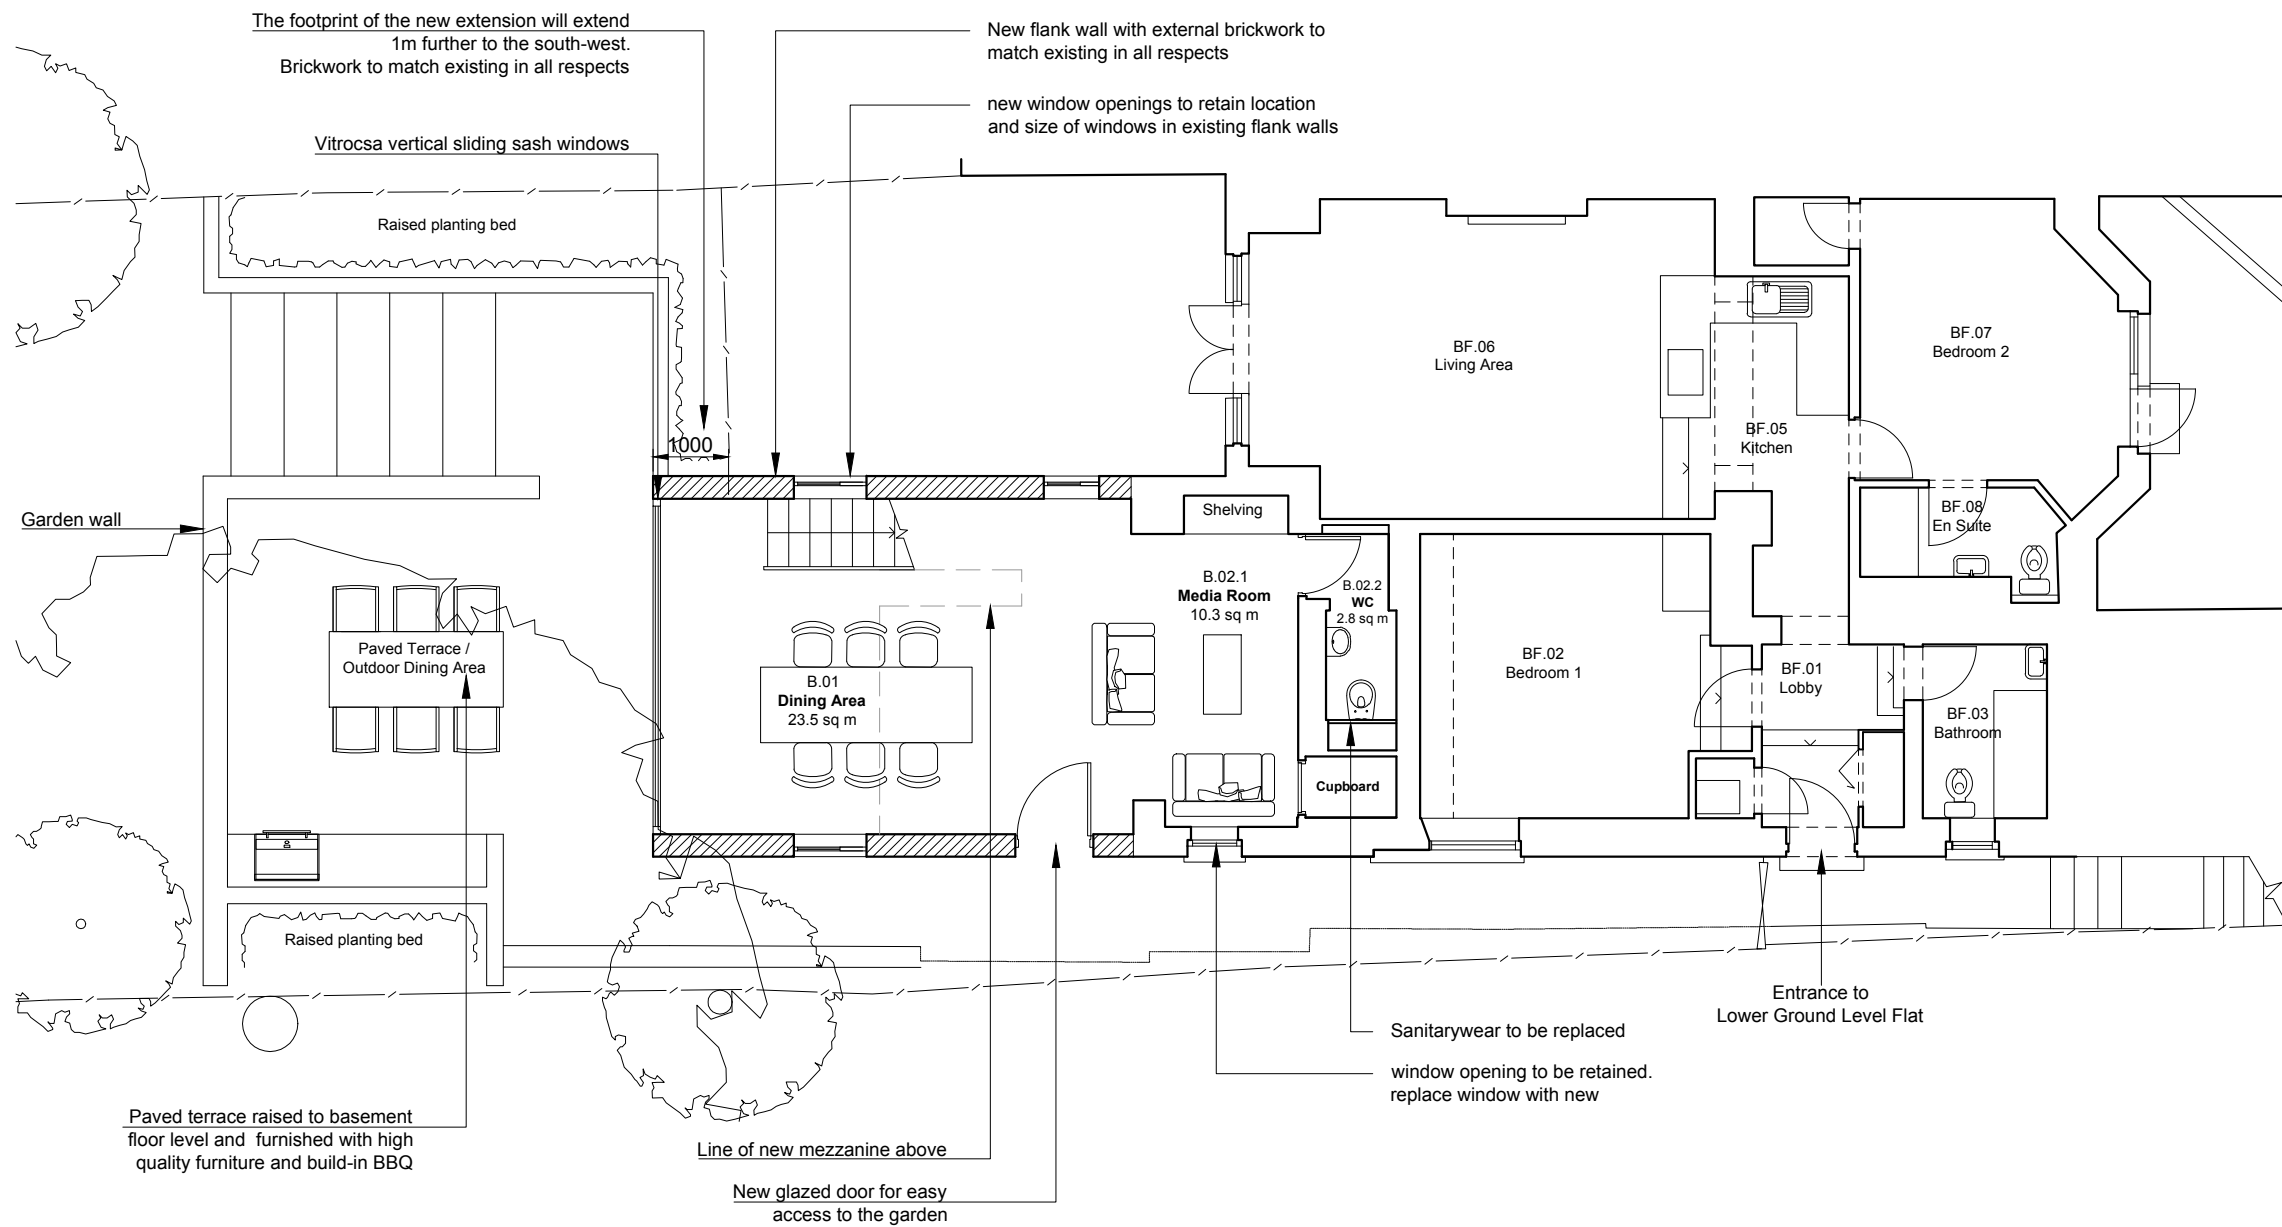 The footprint of the new extension will extend
1m further to the south-west.
Brickwork to match existing in all respects
New flank wall with external brickwork to
match existing in all respects
new window openings to retain location
and size of windows in existing flank walls
Vitrocsa vertical sliding sash windows
Raised planting bed
1000
BF.06
Living Area
BF.05
Kitchen
BF.07
Bedroom 2
BF.08
En Suite
Garden wall
Shelving
B.02.1
Media Room
10.3 sq m
B.02.2
WC
2.8 sq m
Paved Terrace /
Outdoor Dining Area
B.01
Dining Area
23.5 sq m
BF.02
Bedroom 1
BF.01
Lobby
BF.03
Bathroom
Cupboard
Raised planting bed
Entrance to
Lower Ground Level Flat
Sanitarywear to be replaced
window opening to be retained.
replace window with new
Paved terrace raised to basement
floor level and furnished with high
quality furniture and build-in BBQ
Line of new mezzanine above
New glazed door for easy
access to the garden